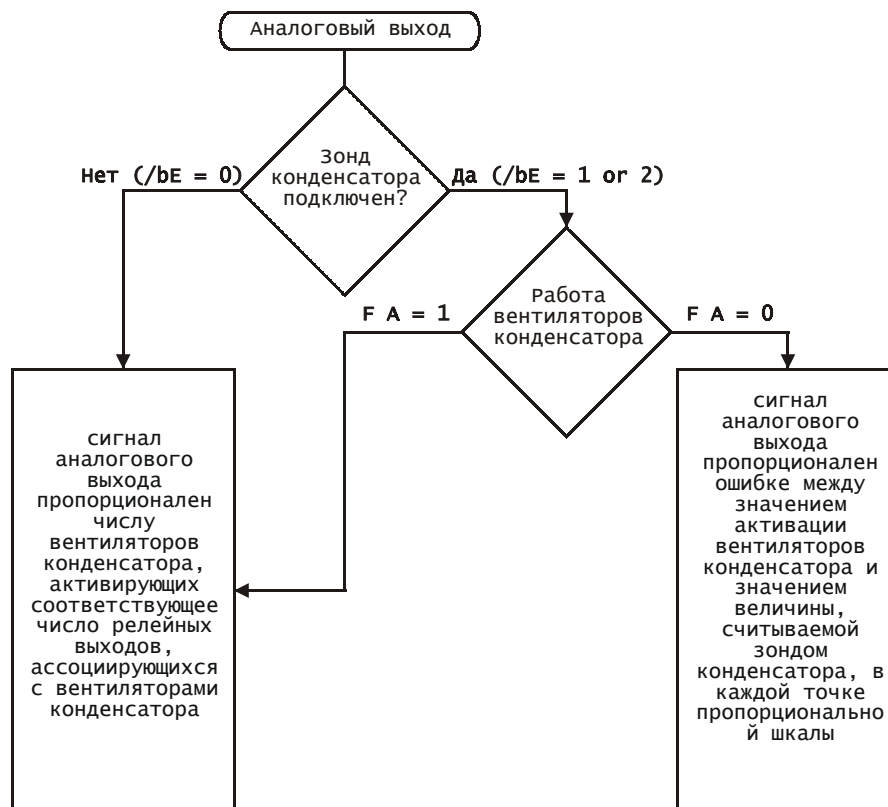 Аналоговый выход
Зонд
конденсатора
подключен?
Нет (/bE = 0)
Да (/bE = 1 or 2)
Работа
вентиляторов
конденсатора
F A = 1
F A = 0
сигнал
аналогового
выхода
пропорционален
числу
вентиляторов
конденсатора,
активирующих
соответствующее
число релейных
выходов,
ассоциирующихся
с вентиляторами
конденсатора
сигнал
аналогового
выхода
пропорционален
ошибке между
значением
активации
вентиляторов
конденсатора и
значением
величины,
считываемой
зондом
конденсатора, в
каждой точке
пропорционально
й шкалы